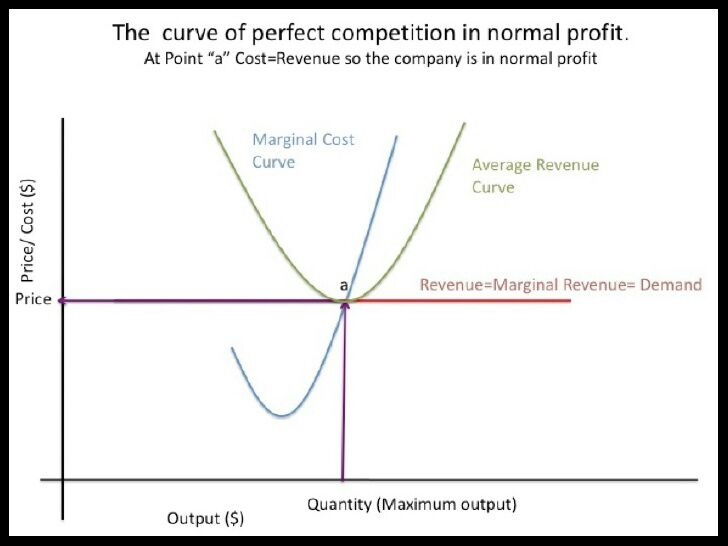 The  curve of perfect competition in normal profit.
At Point “a” Cost=Revenue so the company is in normal profit
Marginal Cost
Curve
Average Revenue
Curve
Price/ Cost ($)
a
Revenue=Marginal Revenue= Demand
Price
Quantity (Maximum output)
Output ($)